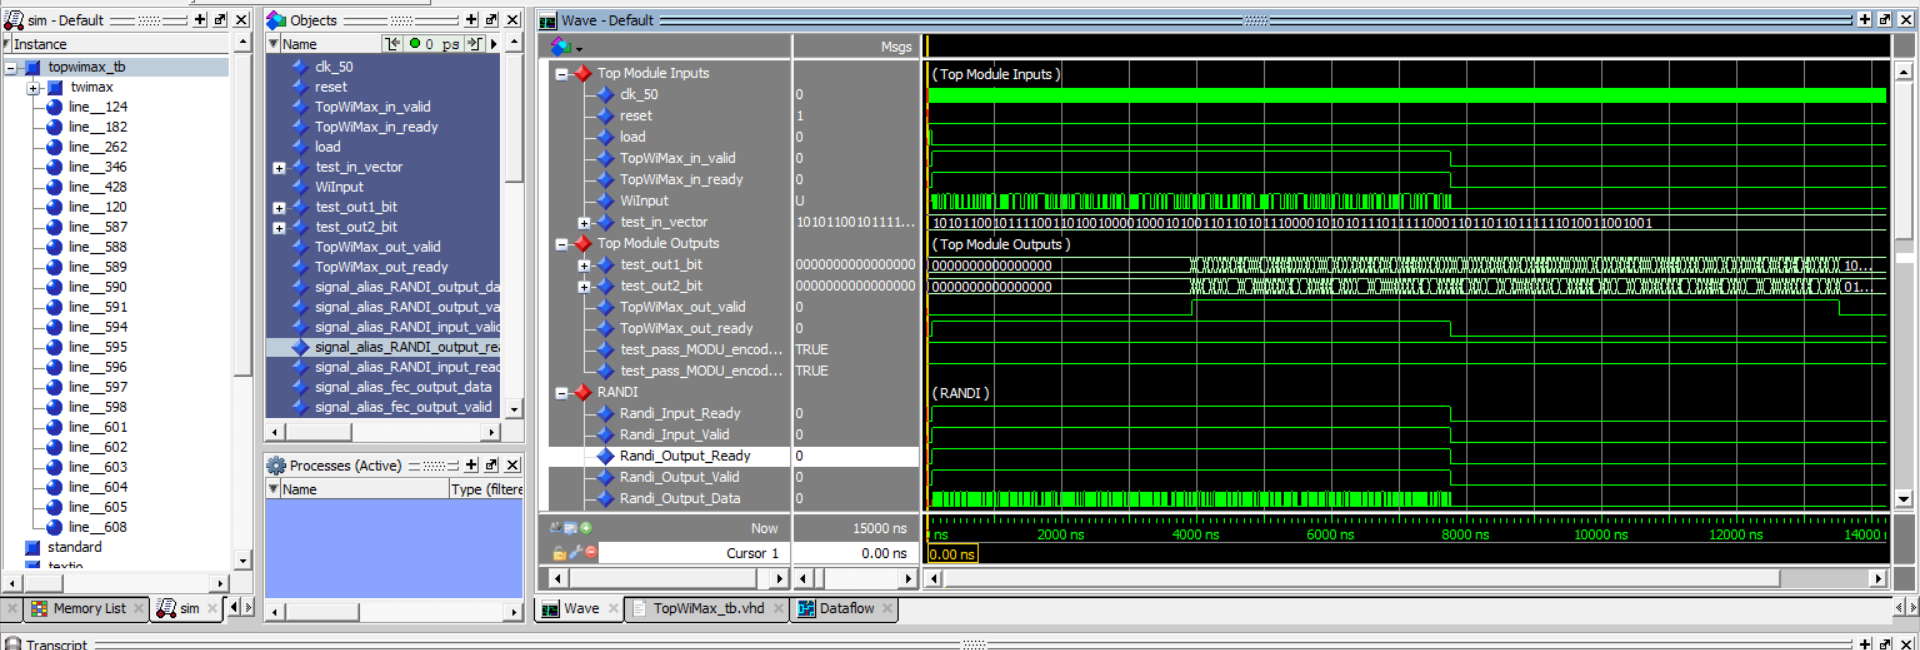 sim - Default
Instance
topwimax_tb
twimax
line__124
line__182
line__262
line__346
line__428
line__120
line__587
line__588
line__589
line__590
line__591
line__594
line__595
line__596
line__597
line__598
line__601
line__602
line__603
line__604
line__605
line__608
standard
textio
Memory List
sim
Objects
Name
0 ps
clk_50
reset
TopWiMax_in_valid
TopWiMax_in_ready
load
test_in_vector
WiInput
test_out1_bit
test_out2_bit
TopWiMax_out_valid
TopWiMax_out_ready
signal_alias_RANDI_output_da
signal_alias_RANDI_output_va
signal_alias_RANDI_input_valid
signal_alias_RANDI_output_re
signal_alias_RANDI_input_read
signal_alias_fec_output_data
signal_alias_fec_output_valid
Processes (Active)
Name
Type (filtere
Wave - Default
Msgs
Top Module Inputs
( Top Module Inputs )
clk_50 0
reset 1
load 0
TopWiMax_in_valid 0
TopWiMax_in_ready 0
WiInput U
test_in_vector 10101100101111...
Top Module Outputs
( Top Module Outputs )
test_out1_bit 0000000000000000 0000000000000000 10...
test_out2_bit 0000000000000000 0000000000000000 01...
TopWiMax_out_valid 0
TopWiMax_out_ready 0
test_pass_MODU_encod... TRUE
test_pass_MODU_encod... TRUE
RANDI
( RANDI )
Randi_Input_Ready 0
Randi_Input_Valid 0
Randi_Output_Ready 0
Randi_Output_Valid 0
Randi_Output_Data 0
Now 15000 ns
ns 2000 ns 4000 ns 6000 ns 8000 ns 10000 ns 12000 ns 14000
Cursor 1 0.00 ns 0.00 ns
Wave
TopWiMax_tb.vhd
Dataflow
Transcript